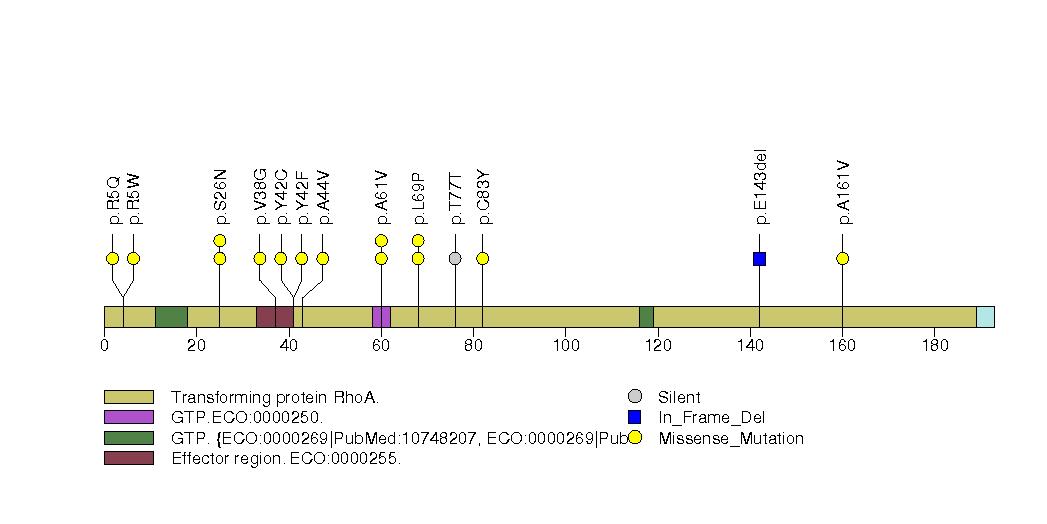 p.R5Q
p.R5W
p.S26N
p.V38G
p.Y42C
p.Y42F
p.A44V
p.A61V
p.L69P
p.T77T
p.C83Y
p.E143del
p.A161V
0 20 40 60 80 100 120 140 160 180
Transforming protein RhoA.
GTP.ECO:0000250.
GTP. {ECO:0000269|PubMed:10748207, ECO:0000269|Pub
Effector region. ECO:0000255.
Silent
In_Frame_Del
Missense_Mutation